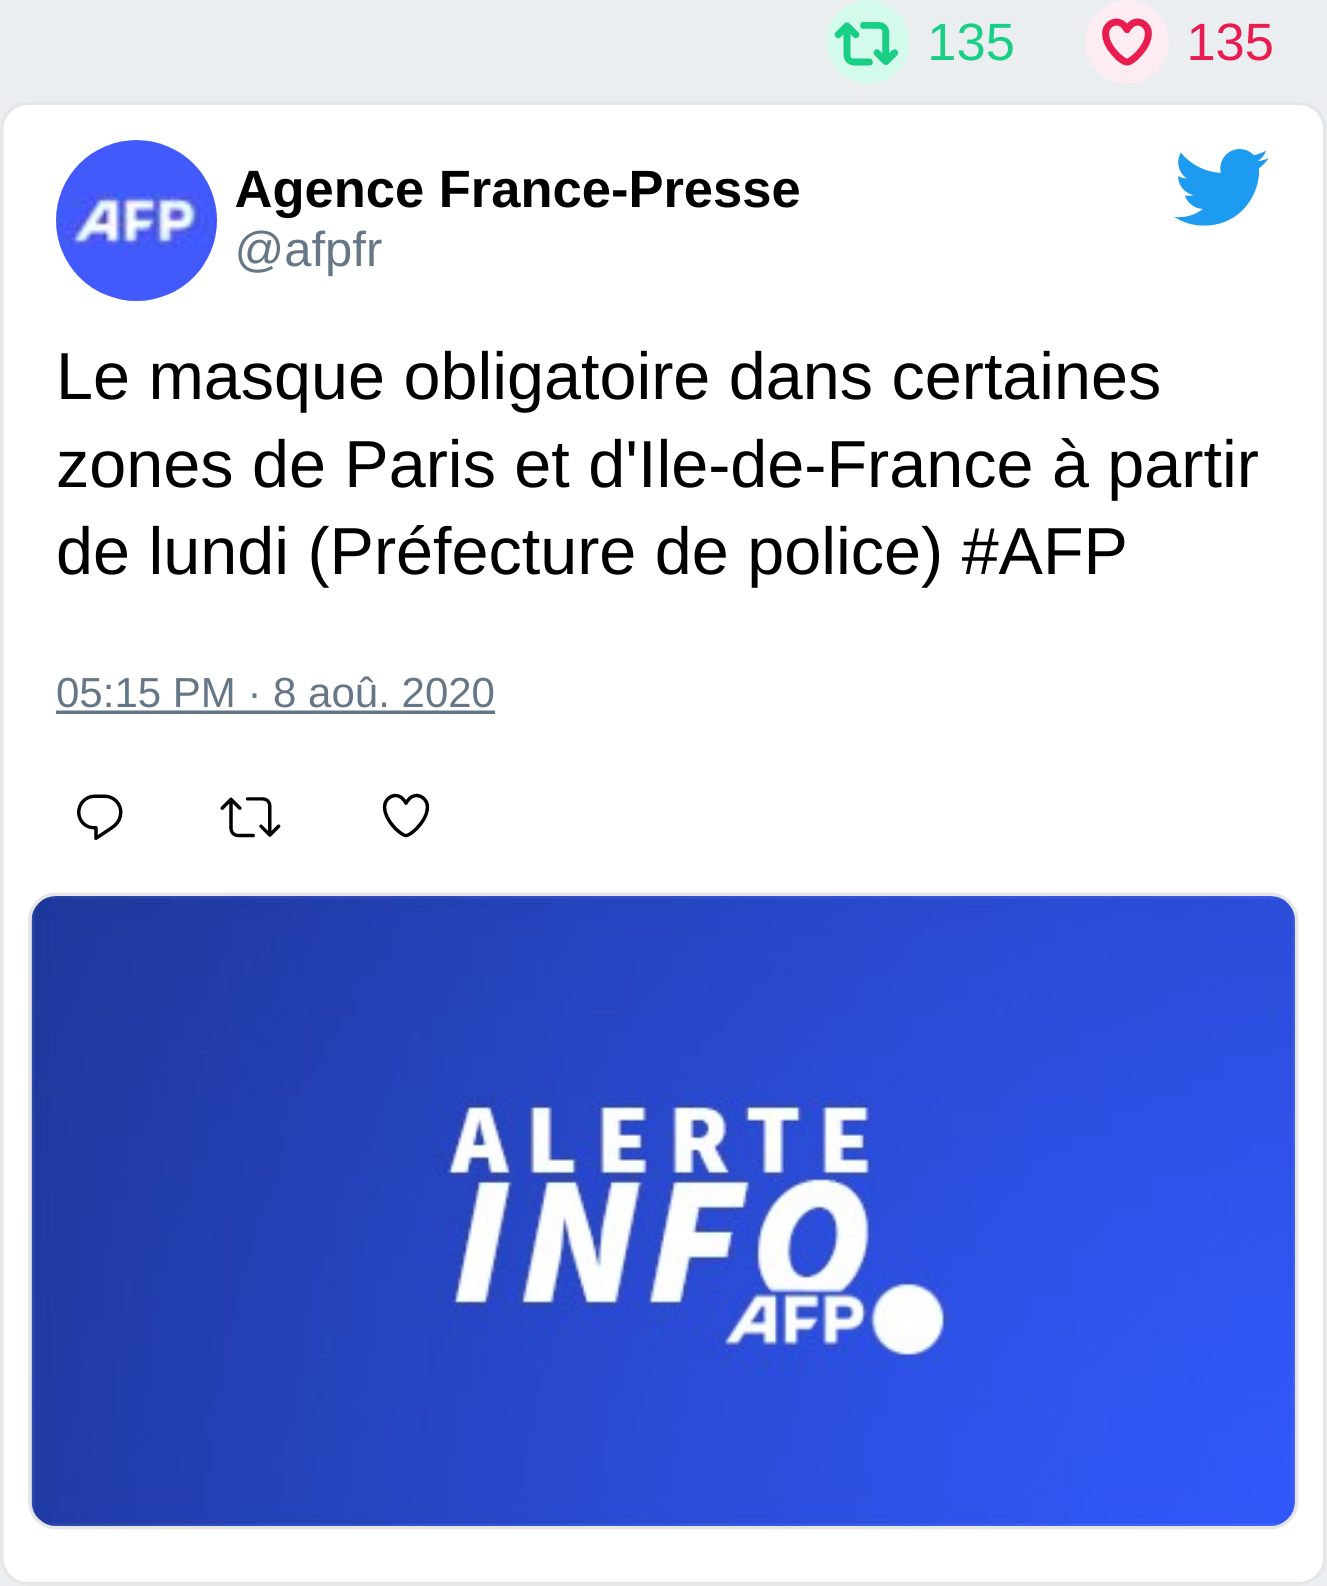 135 135
AFP
Agence France-Presse
@afpfr
Le masque obligatoire dans certaines
zones de Paris et d'Ile-de-France à partir
de lundi (Préfecture de police) #AFP
05:15 PM · 8 aoû. 2020
ALERTE
INFO
AFP